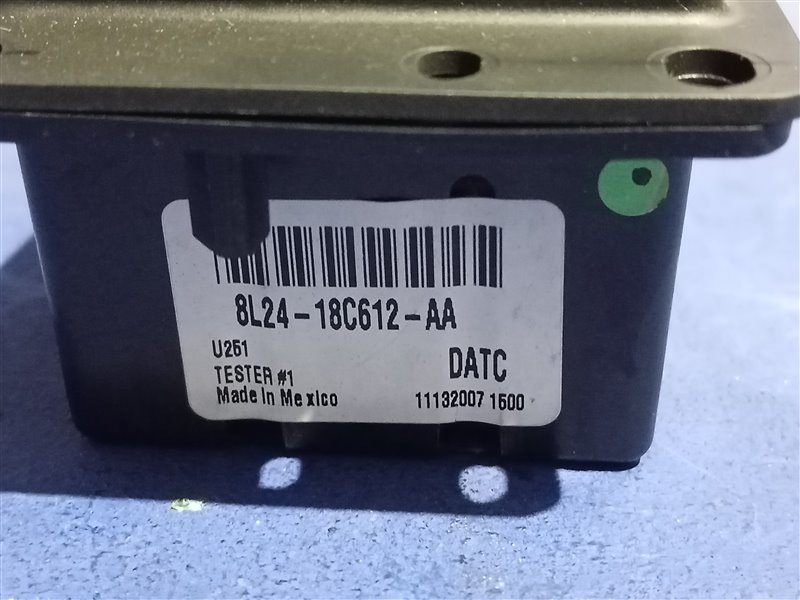 8L24-18C612-AA
U251
DATC
TESTER #1
Made in Mexico
11132007 1500